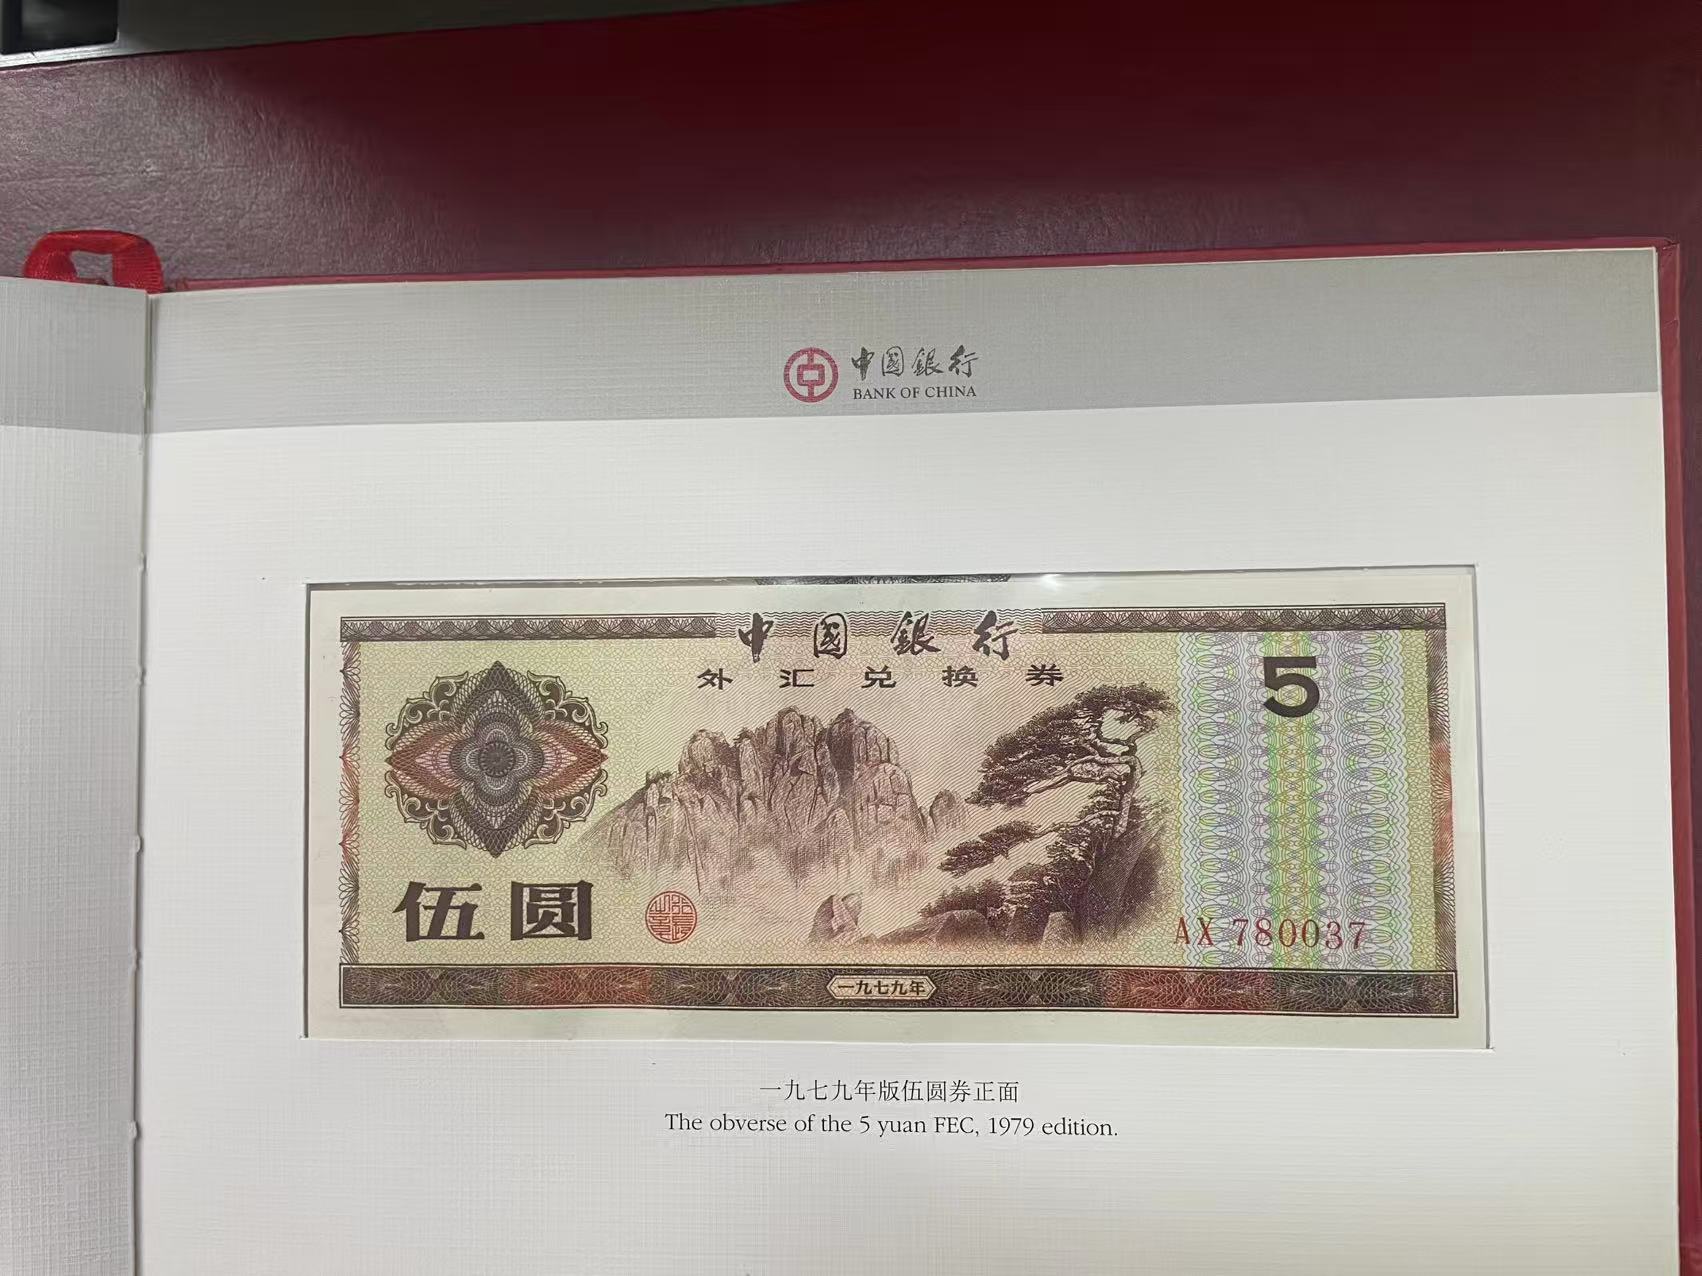 中國銀行
BANK OF CHINA
中國銀行
外汇兑换券
5
伍圆
AX 780037
一九七九年
一九七九年版伍圆券正面
The obverse of the 5 yuan FEC, 1979 edition.